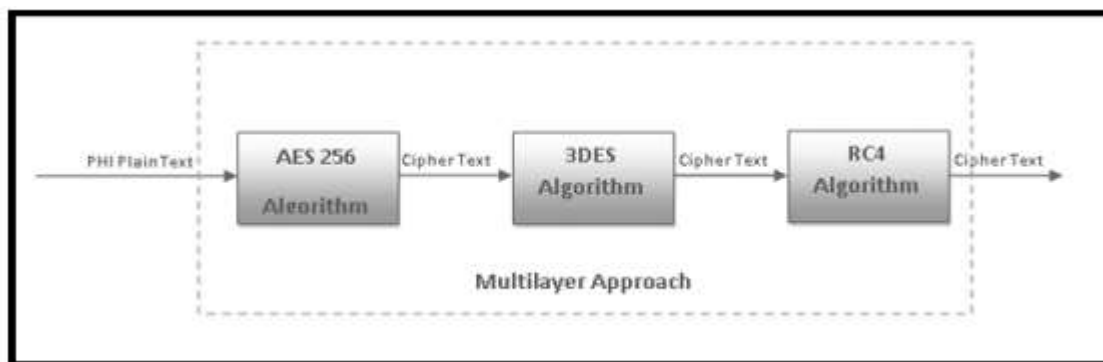 PHI Plain Text
AES 256
Algorithm
Cipher Text
3DES
Algorithm
Cipher Text
RC4
Algorithm
Cipher Text
Multilayer Approach